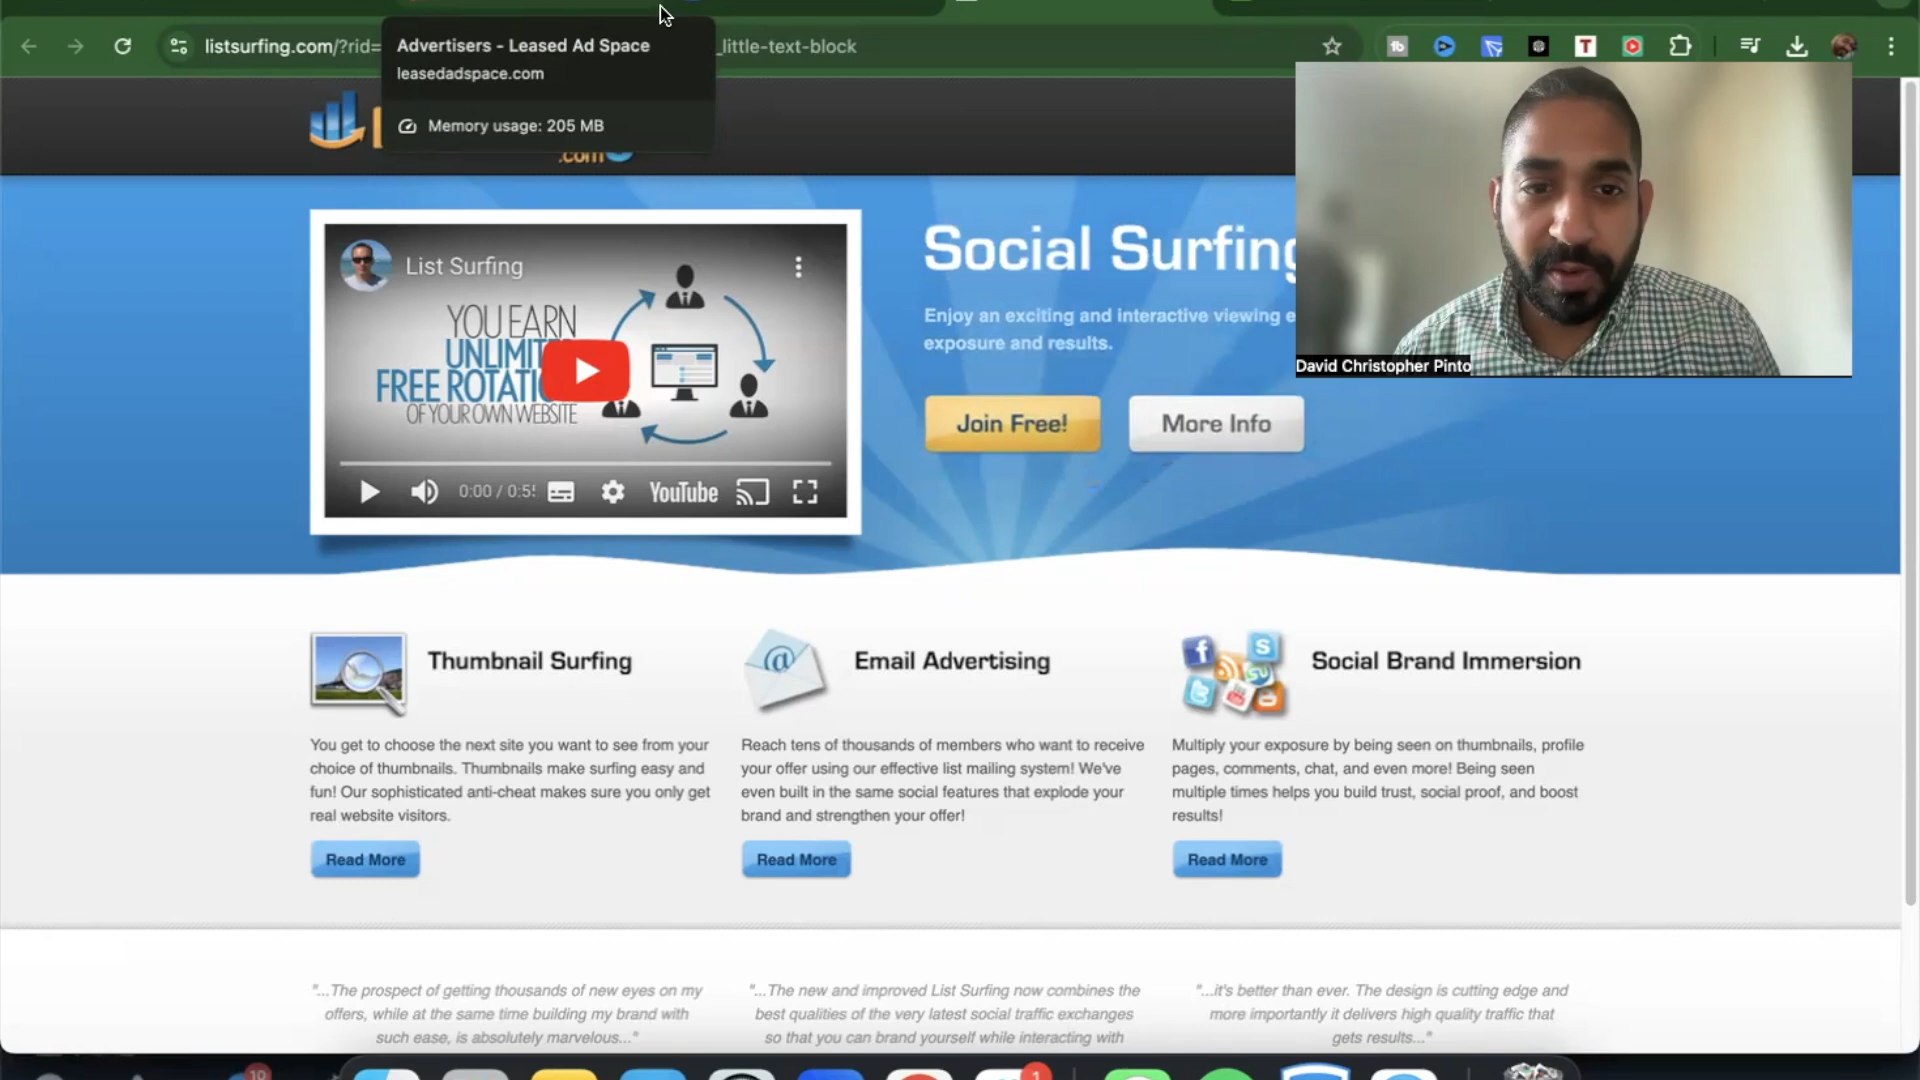 listsurfing.com/?rid=
_little-text-block
Advertisers - Leased Ad Space
leasedadspace.com
Memory usage: 205 MB
.com
List Surfing
YOU EARN
FREE ROTATIO
OF YOUR OWN WEBSITE
0:00 / 0:55
YouTube
Social Surfing
Enjoy an exciting and interactive viewing e
exposure and results.
Join Free!
More Info
David Christopher Pinto
Thumbnail Surfing
You get to choose the next site you want to see from your
choice of thumbnails. Thumbnails make surfing easy and
fun! Our sophisticated anti-cheat makes sure you only get
real website visitors.
Read More
Email Advertising
Reach tens of thousands of members who want to receive
your offer using our effective list mailing system! We've
even built in the same social features that explode your
brand and strengthen your offer!
Read More
Social Brand Immersion
Multiply your exposure by being seen on thumbnails, profile
pages, comments, chat, and even more! Being seen
multiple times helps you build trust, social proof, and boost
results!
Read More
"...The prospect of getting thousands of new eyes on my
offers, while at the same time building my brand with
such ease, is absolutely marvelous..."
"...The new and improved List Surfing now combines the
best qualities of the very latest social traffic exchanges
so that you can brand yourself while interacting with
"...it's better than ever. The design is cutting edge and
more importantly it delivers high quality traffic that
gets results..."
10
1